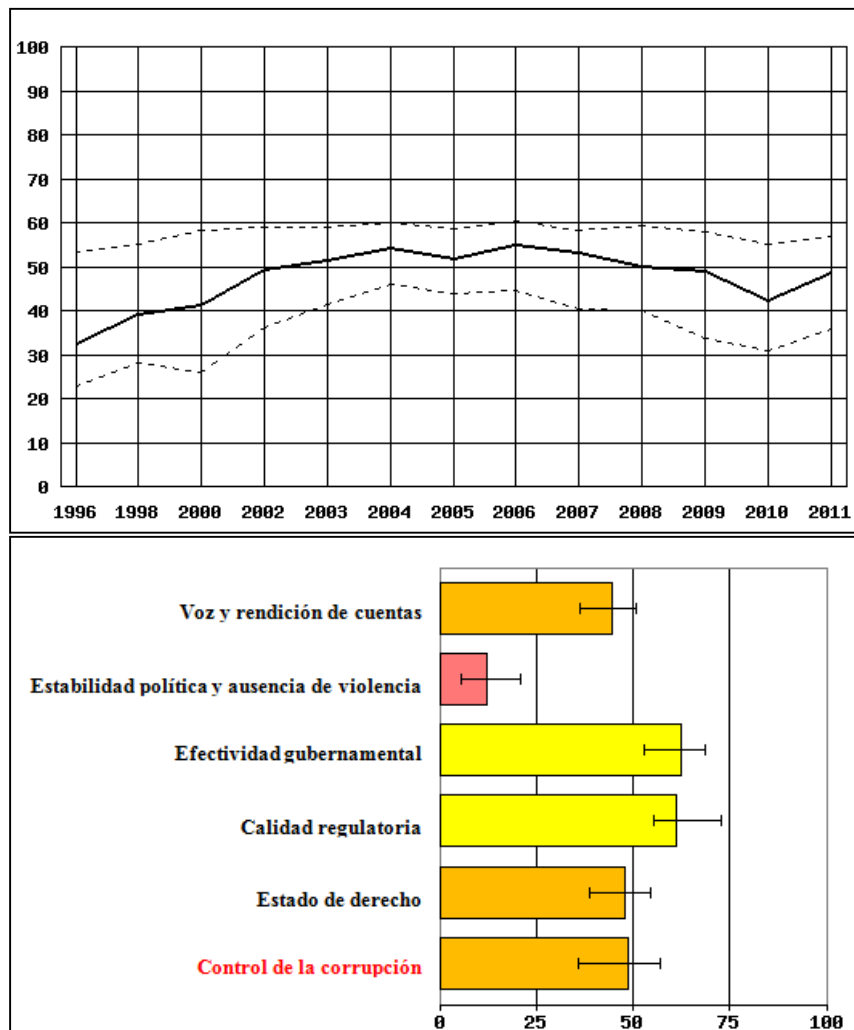 100
90
80
70
60
50
40
30
20
10
0
1996 1998 2000 2002 2003 2004 2005 2006 2007 2008 2009 2010 2011
Voz y rendición de cuentas
Estabilidad política y ausencia de violencia
Efectividad gubernamental
Calidad regulatoria
Estado de derecho
Control de la corrupción
0 25 50 75 100